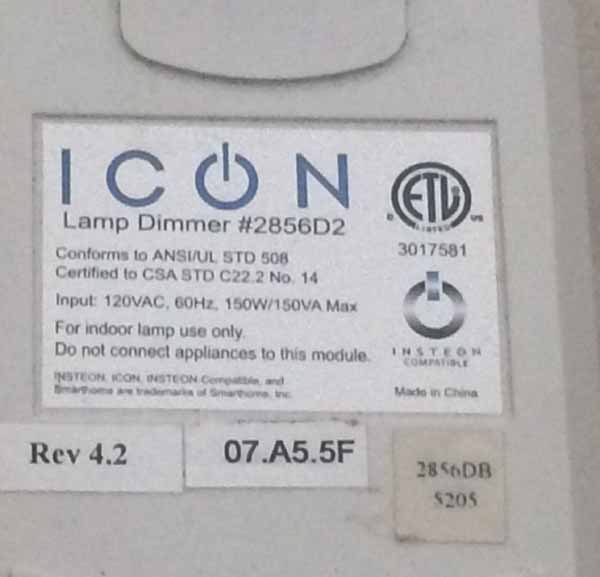 ICON
Lamp Dimmer #2856D2
Conforms to ANSI/UL STD 508
Certified to CSA STD C22.2 No. 14
Input: 120VAC, 60Hz, 150W/150VA Max
For indoor lamp use only.
Do not connect appliances to this module.
INSTEON, ICON, INSTEON Compatible, and
Smarthome are trademarks of Smarthome, Inc.
ETL
C US
LISTED
3017581
INSTEON
COMPATIBLE
Made in China
Rev 4.2
07.A5.5F
2856DB
5205